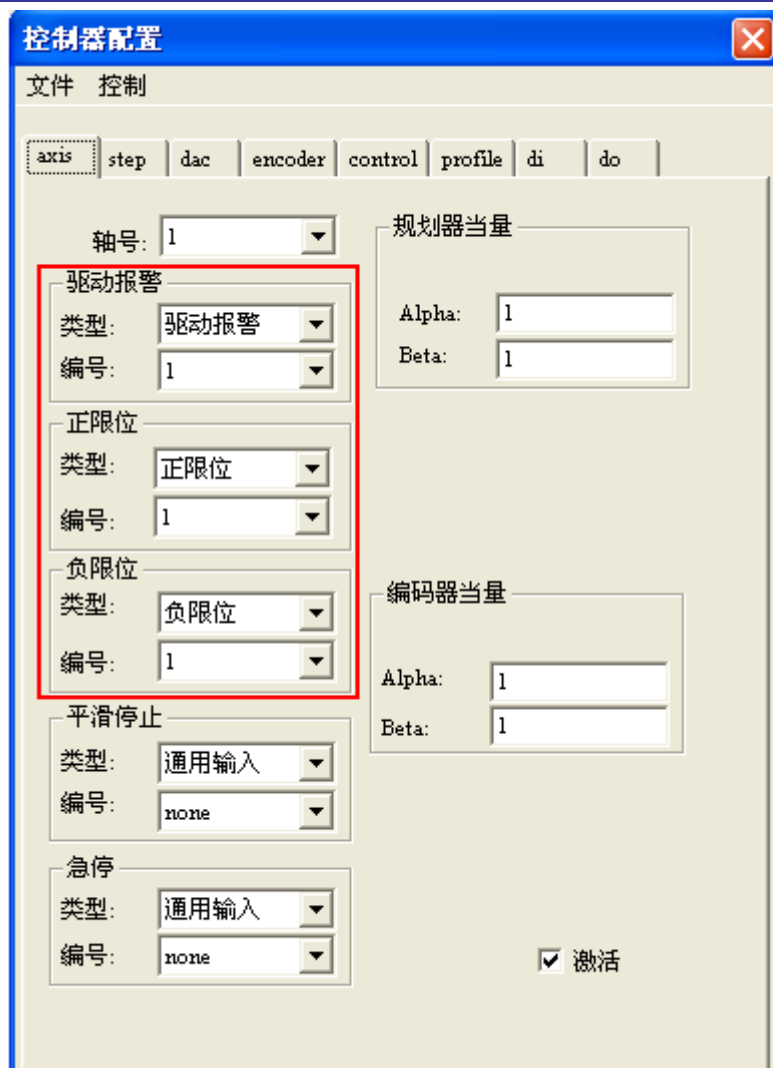 控制器配置
文件 控制
axis step dac encoder control profile di do
轴号: 1
驱动报警
类型: 驱动报警
编号: 1
正限位
类型: 正限位
编号: 1
负限位
类型: 负限位
编号: 1
平滑停止
类型: 通用输入
编号: none
急停
类型: 通用输入
编号: none
规划器当量
Alpha: 1
Beta: 1
编码器当量
Alpha: 1
Beta: 1
激活